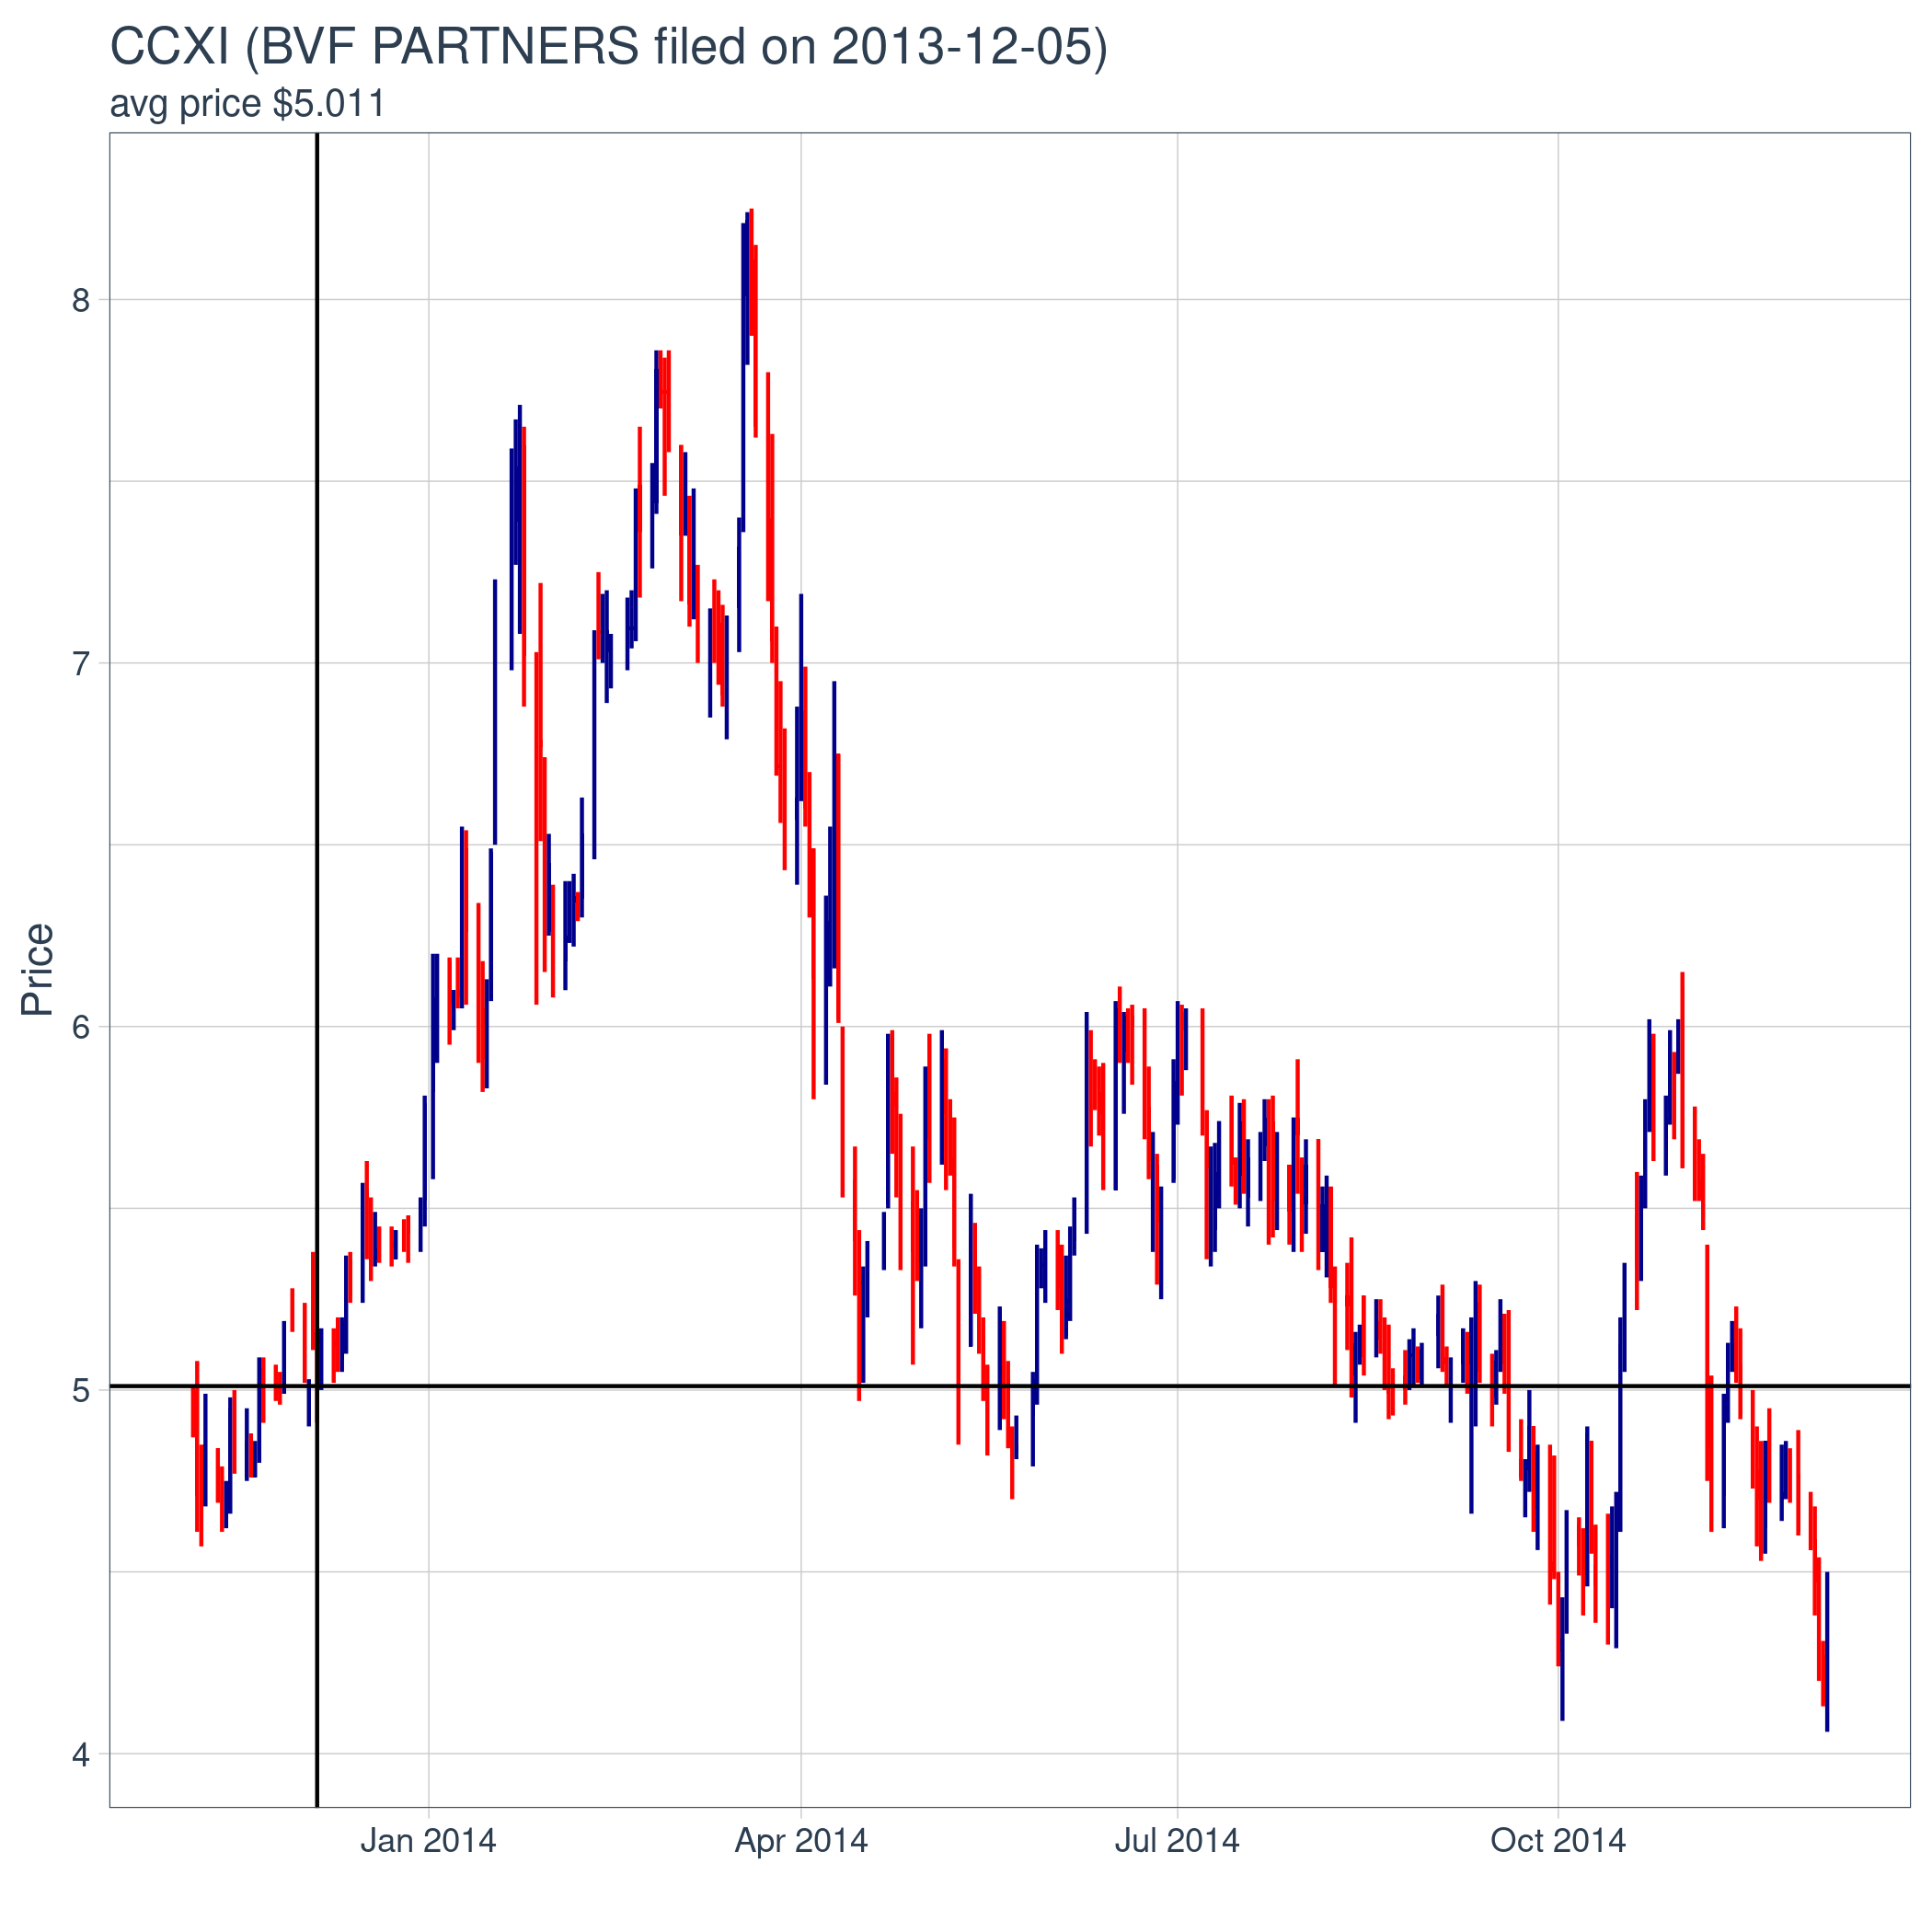 CCXI (BVF PARTNERS filed on 2013-12-05)
avg price $5.011
8
7
6
5
4
Price
Jan 2014
Apr 2014
Jul 2014
Oct 2014